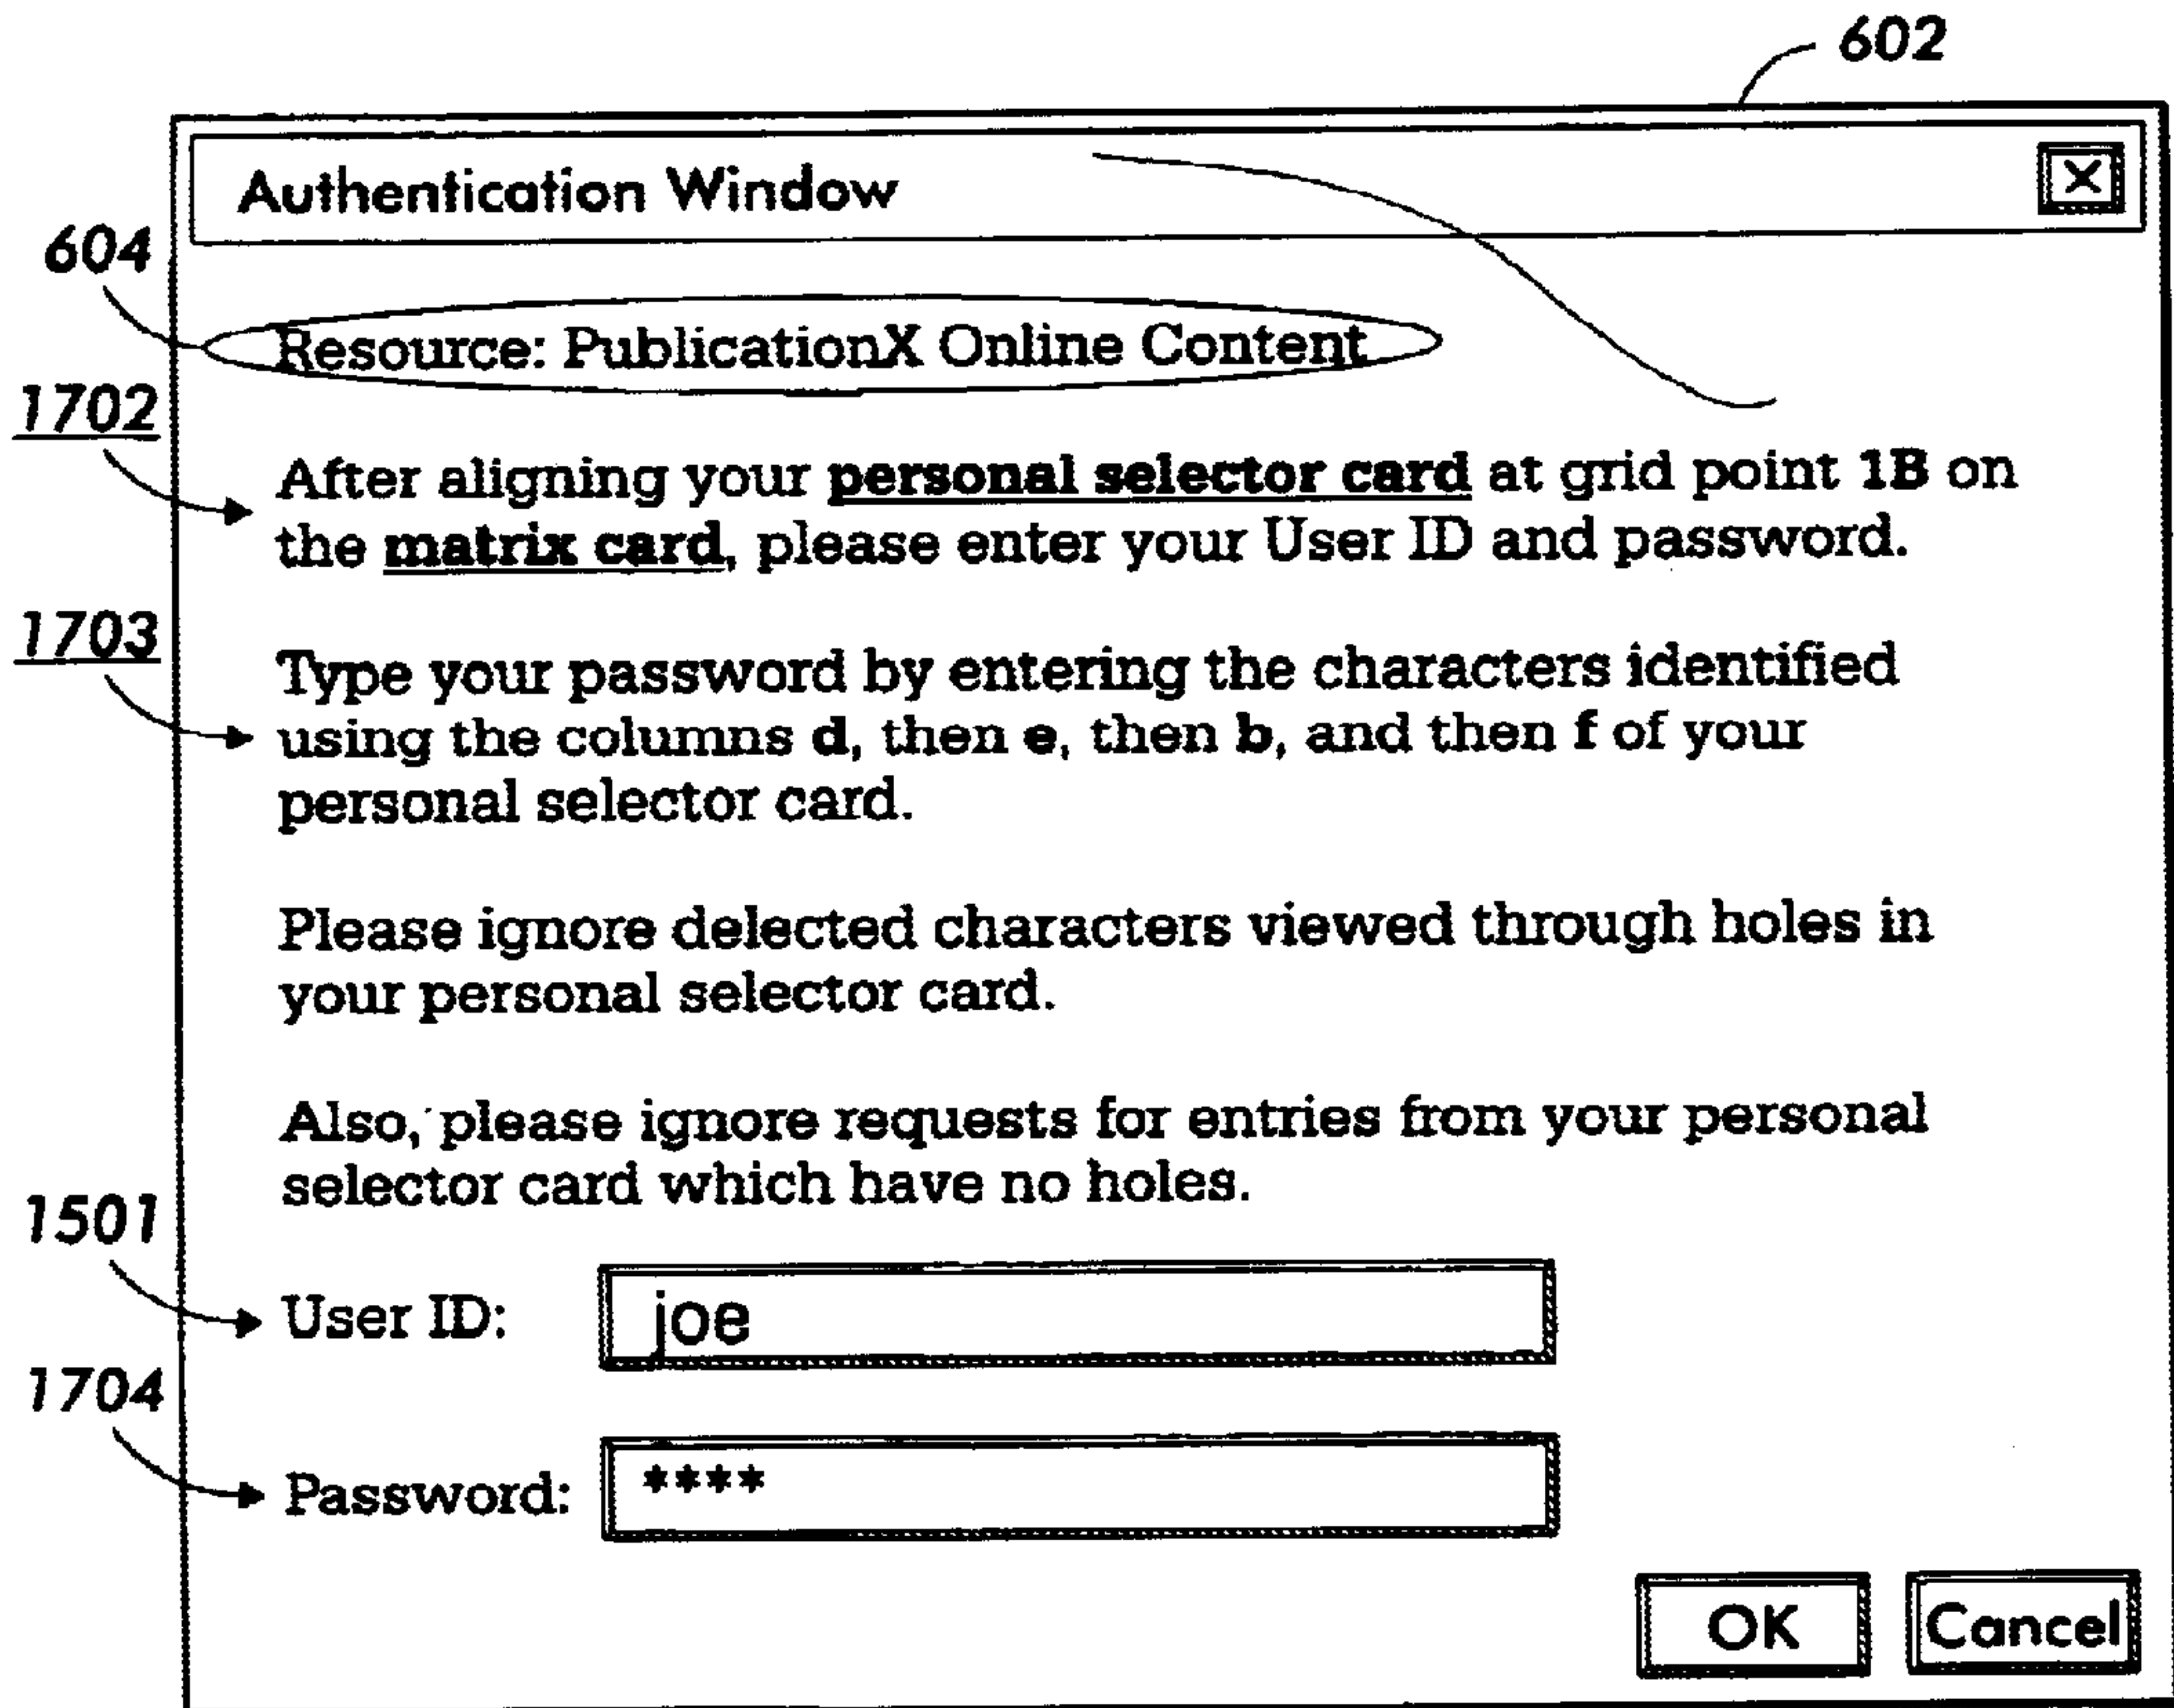 602
Authentication Window
X
604
Resource: PublicationX Online Content
1702
After aligning your personal selector card at grid point 1B on
the matrix card, please enter your User ID and password.
1703
Type your password by entering the characters identified
using the columns d, then e, then b, and then f of your
personal selector card.
Please ignore delected characters viewed through holes in
your personal selector card.
Also, please ignore requests for entries from your personal
selector card which have no holes.
1501
User ID: joe
1704
Password: ****
OK Cancel